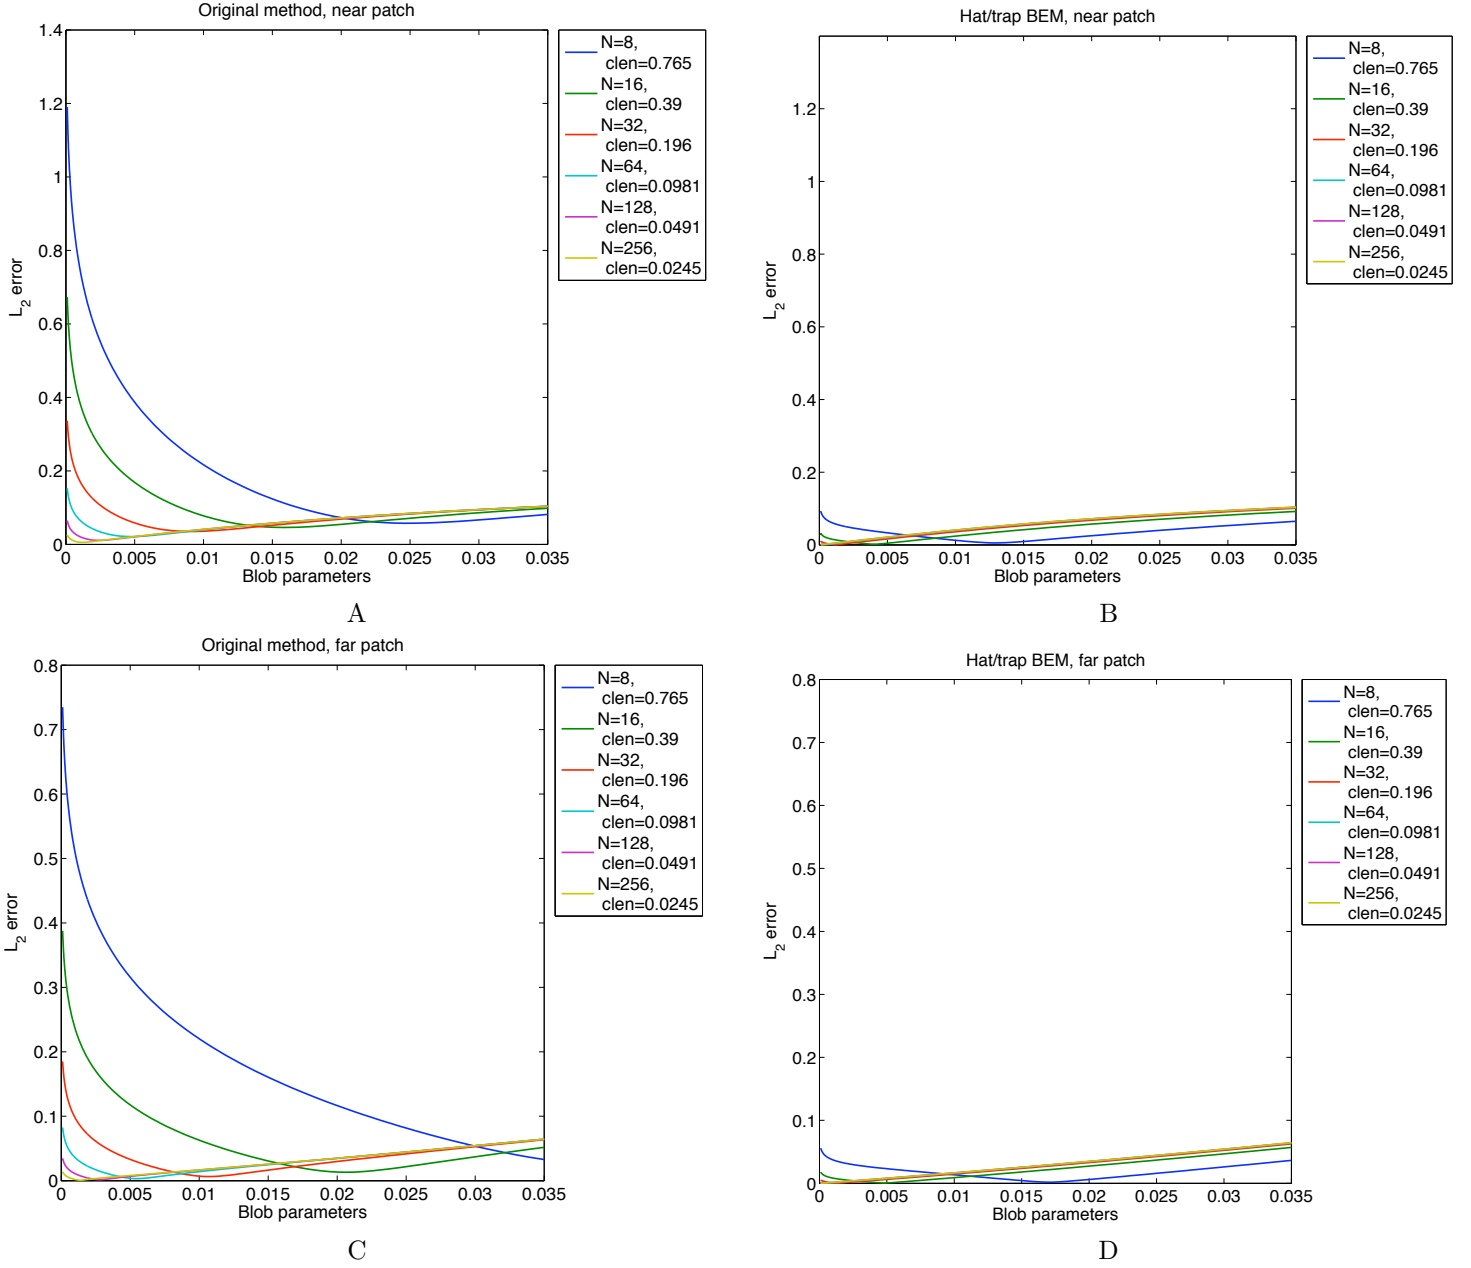 Original method, near patch
1.4
1.2
1
0.8
0.6
0.4
0.2
0
L2 error
0
0.005
0.01
0.015
0.02
0.025
0.03
0.035
Blob parameters
N=8,
clen=0.765
N=16,
clen=0.39
N=32,
clen=0.196
N=64,
clen=0.0981
N=128,
clen=0.0491
N=256,
clen=0.0245
A
Hat/trap BEM, near patch
1.2
1
0.8
0.6
0.4
0.2
0
L2 error
0
0.005
0.01
0.015
0.02
0.025
0.03
0.035
Blob parameters
N=8,
clen=0.765
N=16,
clen=0.39
N=32,
clen=0.196
N=64,
clen=0.0981
N=128,
clen=0.0491
N=256,
clen=0.0245
B
Original method, far patch
0.8
0.7
0.6
0.5
0.4
0.3
0.2
0.1
0
L2 error
0
0.005
0.01
0.015
0.02
0.025
0.03
0.035
Blob parameters
N=8,
clen=0.765
N=16,
clen=0.39
N=32,
clen=0.196
N=64,
clen=0.0981
N=128,
clen=0.0491
N=256,
clen=0.0245
C
Hat/trap BEM, far patch
0.8
0.7
0.6
0.5
0.4
0.3
0.2
0.1
0
L2 error
0
0.005
0.01
0.015
0.02
0.025
0.03
0.035
Blob parameters
N=8,
clen=0.765
N=16,
clen=0.39
N=32,
clen=0.196
N=64,
clen=0.0981
N=128,
clen=0.0491
N=256,
clen=0.0245
D